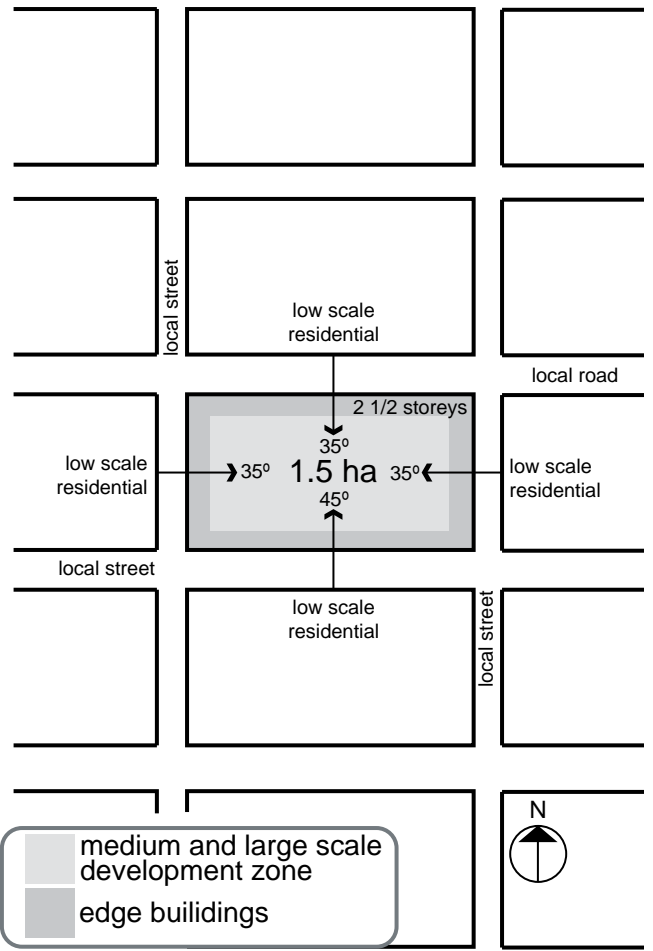 local street
low scale
residential
local road
2 1/2 storeys
35º
low scale
residential
35º
1.5 ha
35º
low scale
residential
45º
local street
low scale
residential
local street
N
medium and large scale
development zone
edge builidings